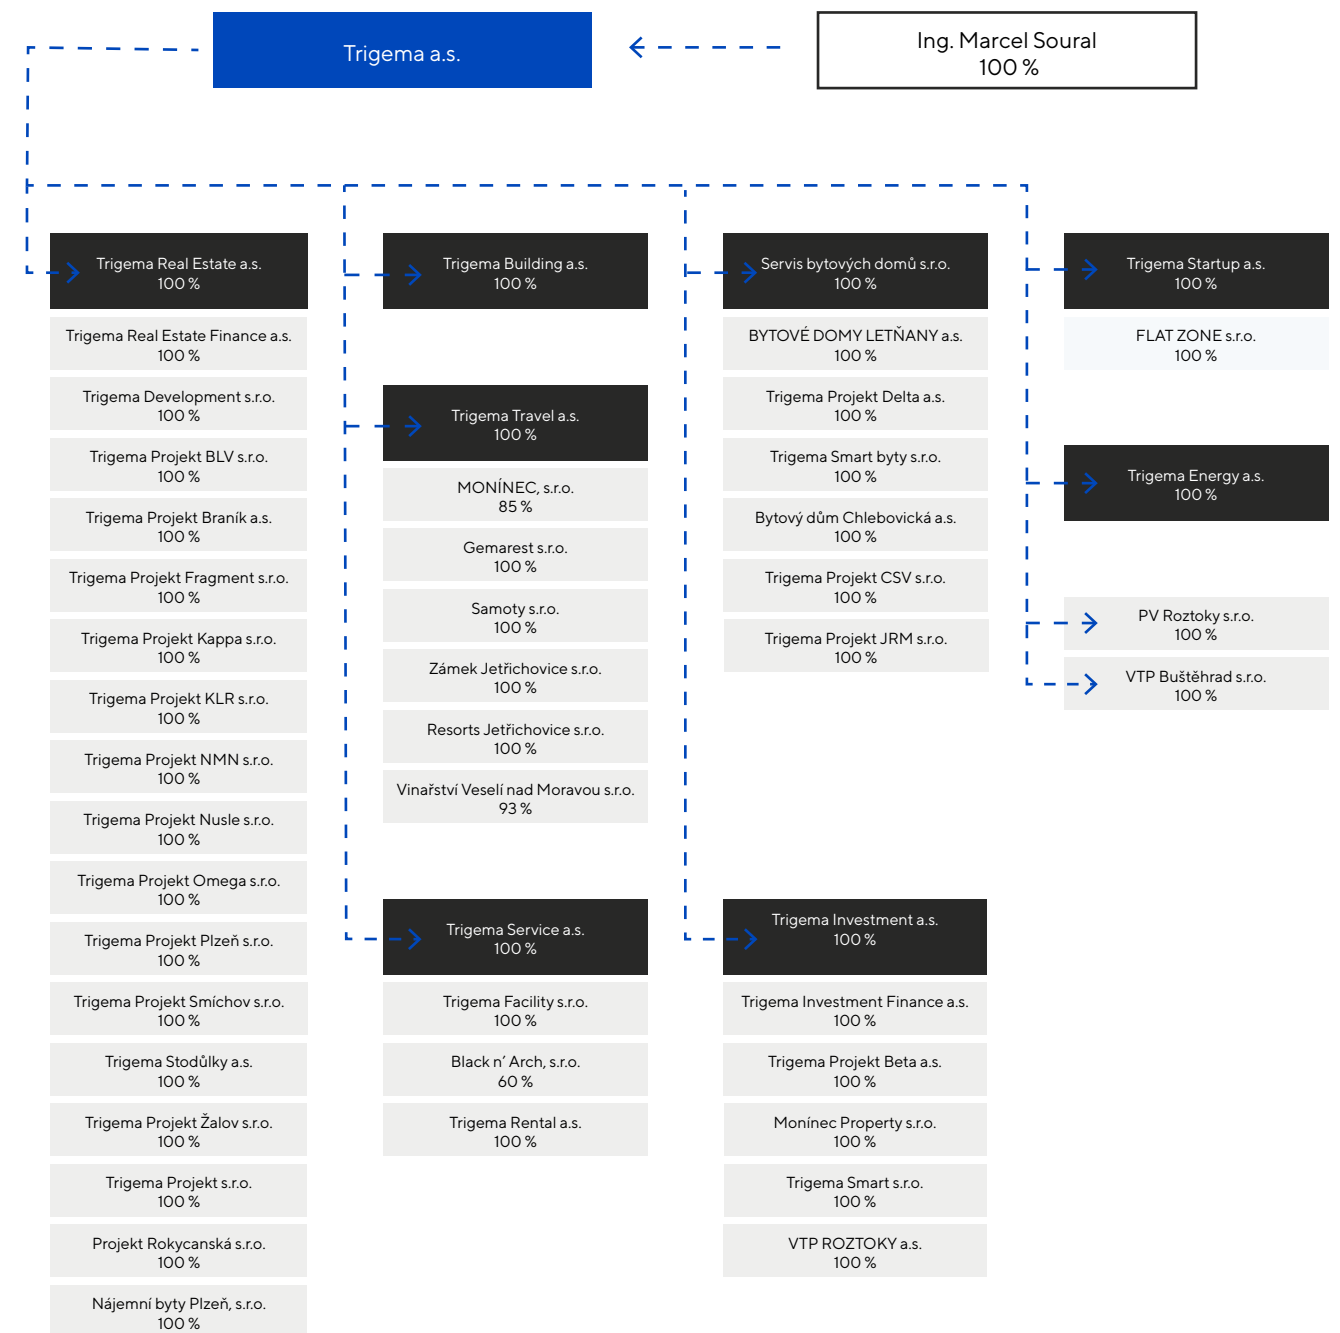 Trigema a.s.
Ing. Marcel Soural
100 %
Trigema Real Estate a.s.
100 %
Trigema Real Estate Finance a.s.
100 %
Trigema Development s.r.o.
100 %
Trigema Projekt BLV s.r.o.
100 %
Trigema Projekt Braník a.s.
100 %
Trigema Projekt Fragment s.r.o.
100 %
Trigema Projekt Kappa s.r.o.
100 %
Trigema Projekt KLR s.r.o.
100 %
Trigema Projekt NMN s.r.o.
100 %
Trigema Projekt Nusle s.r.o.
100 %
Trigema Projekt Omega s.r.o.
100 %
Trigema Projekt Plzeň s.r.o.
100 %
Trigema Projekt Smíchov s.r.o.
100 %
Trigema Stodůlky a.s.
100 %
Trigema Projekt Žalov s.r.o.
100 %
Trigema Projekt s.r.o.
100 %
Projekt Rokycanská s.r.o.
100 %
Nájemní byty Plzeň, s.r.o.
100 %
Trigema Building a.s.
100 %
Trigema Travel a.s.
100 %
MONÍNEC, s.r.o.
85 %
Gemarest s.r.o.
100 %
Samoty s.r.o.
100 %
Zámek Jetřichovice s.r.o.
100 %
Resorts Jetřichovice s.r.o.
100 %
Vinařství Veselí nad Moravou s.r.o.
93 %
Trigema Service a.s.
100 %
Trigema Facility s.r.o.
100 %
Black n’ Arch, s.r.o.
60 %
Trigema Rental a.s.
100 %
Servis bytových domů s.r.o.
100 %
BYTOVÉ DOMY LETŇANY a.s.
100 %
Trigema Projekt Delta a.s.
100 %
Trigema Smart byty s.r.o.
100 %
Bytový dům Chlebovická a.s.
100 %
Trigema Projekt CSV s.r.o.
100 %
Trigema Projekt JRM s.r.o.
100 %
Trigema Investment a.s.
100 %
Trigema Investment Finance a.s.
100 %
Trigema Projekt Beta a.s.
100 %
Monínec Property s.r.o.
100 %
Trigema Smart s.r.o.
100 %
VTP ROZTOKY a.s.
100 %
Trigema Startup a.s.
100 %
FLAT ZONE s.r.o.
100 %
Trigema Energy a.s.
100 %
PV Roztoky s.r.o.
100 %
VTP Buštěhrad s.r.o.
100 %